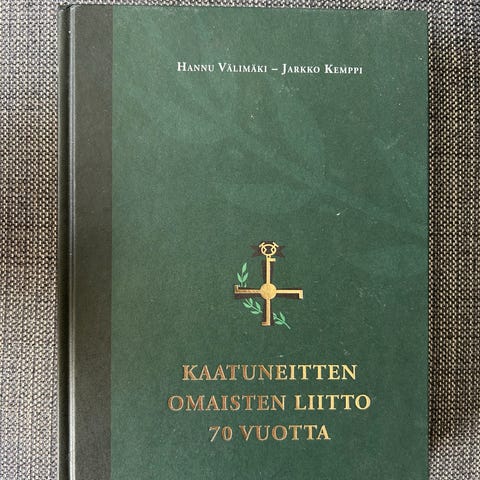 Hannu Välimäki – Jarkko Kemppi
KAATUNEITTEN
OMAISTEN LIITTO
70 VUOTTA